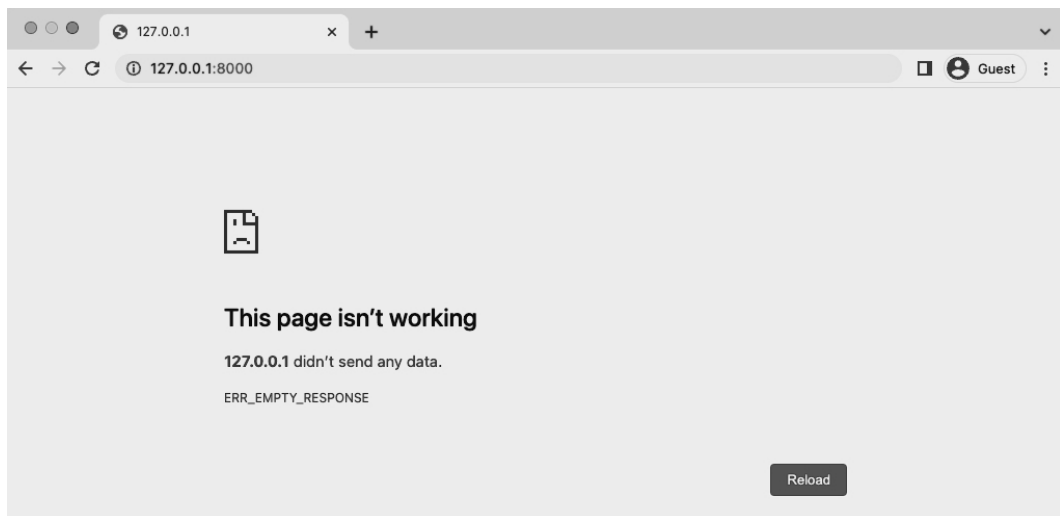 127.0.0.1
127.0.0.1:8000
Guest
This page isn’t working
127.0.0.1 didn’t send any data.
ERR_EMPTY_RESPONSE
Reload